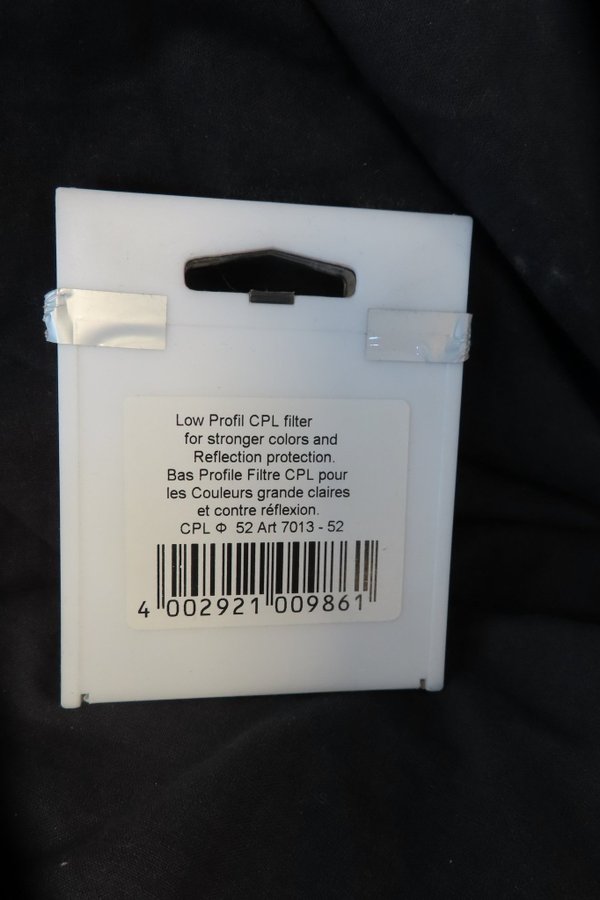 Low Profil CPL filter
for stronger colors and
Reflection protection.
Bas Profile Filtre CPL pour
les Couleurs grande claires
et contre réflexion.
CPL Φ 52 Art 7013 - 52
4 002921 009861